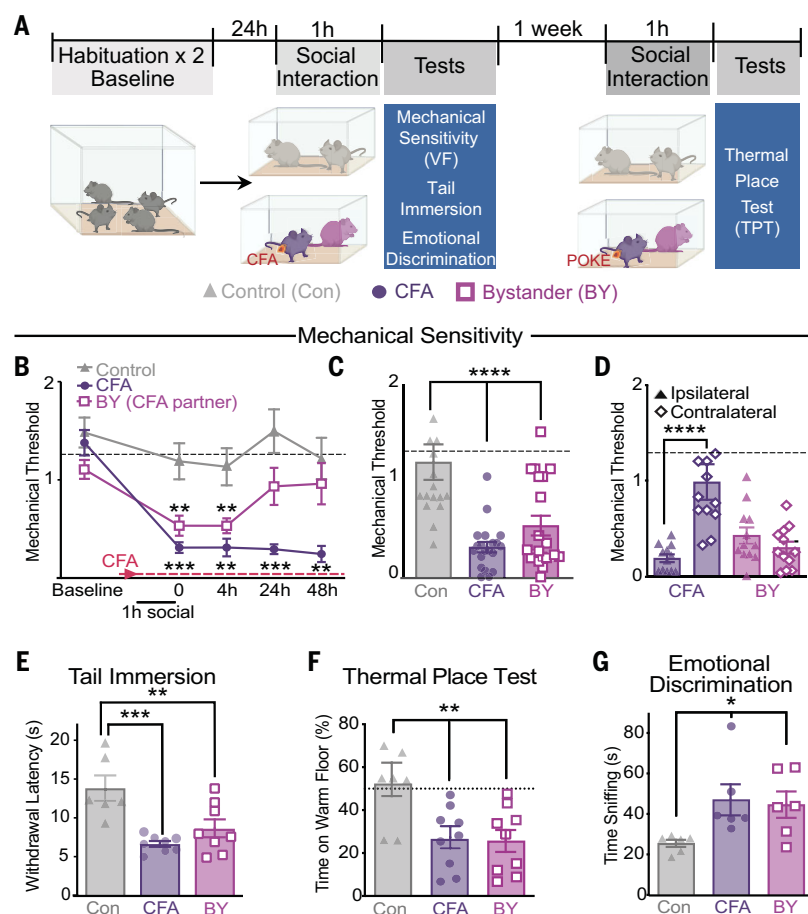 A
24h 1h 1 week 1h
Habituation x 2
Baseline
Social
Interaction
Tests
Social
Interaction
Tests
Mechanical
Sensitivity
(VF)
Tail
Immersion
Emotional
Discrimination
Thermal
Place
Test
(TPT)
CFA
POKE
Control (Con) CFA Bystander (BY)
Mechanical Sensitivity
B
Control
CFA
BY (CFA partner)
Mechanical Threshold
2
1
0
** **
*** ** *** **
CFA
Baseline 0 4h 24h 48h
1h social
C
****
Mechanical Threshold
2
1
0
Con CFA BY
D
Ipsilateral
Contralateral
****
Mechanical Threshold
2
1
0
CFA BY
E
Tail Immersion
**
***
Withdrawal Latency (s)
20
15
10
5
0
Con CFA BY
F
Thermal Place Test
**
Time on Warm Floor (%)
80
60
40
20
0
Con CFA BY
G
Emotional
Discrimination
*
Time Sniffing (s)
80
60
40
20
0
Con CFA BY